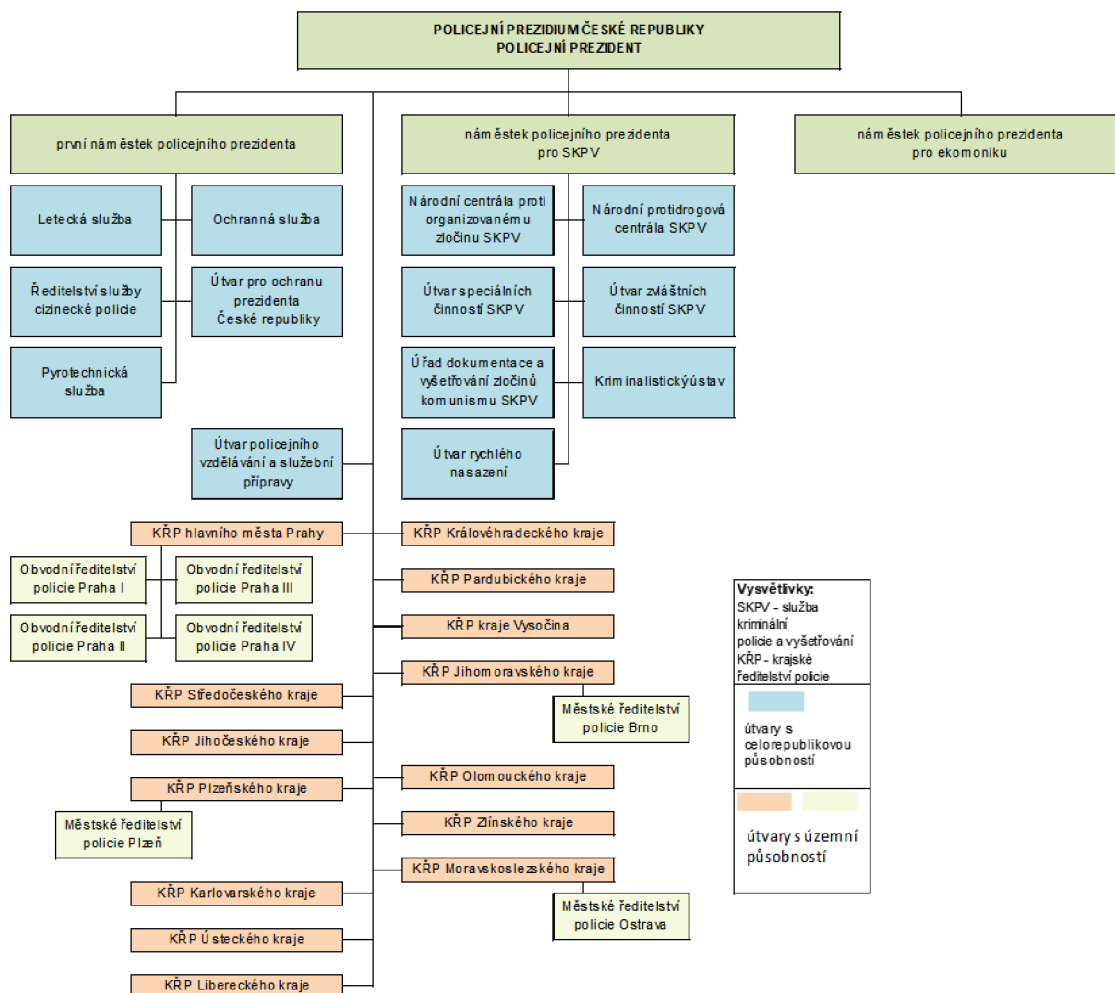 POLICEJNÍ PREZIDIUM ČESKÉ REPUBLIKY
POLICEJNÍ PREZIDENT
první náměstek policejního prezidenta
náměstek policejního prezidenta
pro SKPV
náměstek policejního prezidenta
pro ekomoniku
Letecká služba
Ochranná služba
Národní centrála proti
organizovanému
zločinu SKPV
Národní protidrogová
centrála SKPV
Ředitelství služby
cizinecké policie
Útvar pro ochranu
prezidenta
České republiky
Útvar speciálních
činností SKPV
Útvar zvláštních
činností SKPV
Pyrotechnická
služba
Úřad dokumentace a
vyšetřování zločinů
komunismu SKPV
Kriminalistický ústav
Útvar policejního
vzdělávání a služební
přípravy
Útvar rychlého
nasazení
KŘP hlavního města Prahy
KŘP Královéhradeckého kraje
Obvodní ředitelství
policie Praha I
Obvodní ředitelství
policie Praha III
KŘP Pardubického kraje
Obvodní ředitelství
policie Praha II
Obvodní ředitelství
policie Praha IV
KŘP kraje Vysočina
KŘP Jihomoravského kraje
KŘP Středočeského kraje
Městské ředitelství
policie Brno
KŘP Jihočeského kraje
KŘP Olomouckého kraje
KŘP Plzeňského kraje
Městské ředitelství
policie Plzeň
KŘP Zlínského kraje
KŘP Moravskoslezského kraje
KŘP Karlovarského kraje
Městské ředitelství
policie Ostrava
KŘP Ústeckého kraje
KŘP Libereckého kraje
Vysvětlivky:
SKPV - služba
kriminální
policie a vyšetřování
KŘP - krajské
ředitelství policie
útvary s
celorepublikovou
působností
útvary s územní
působností